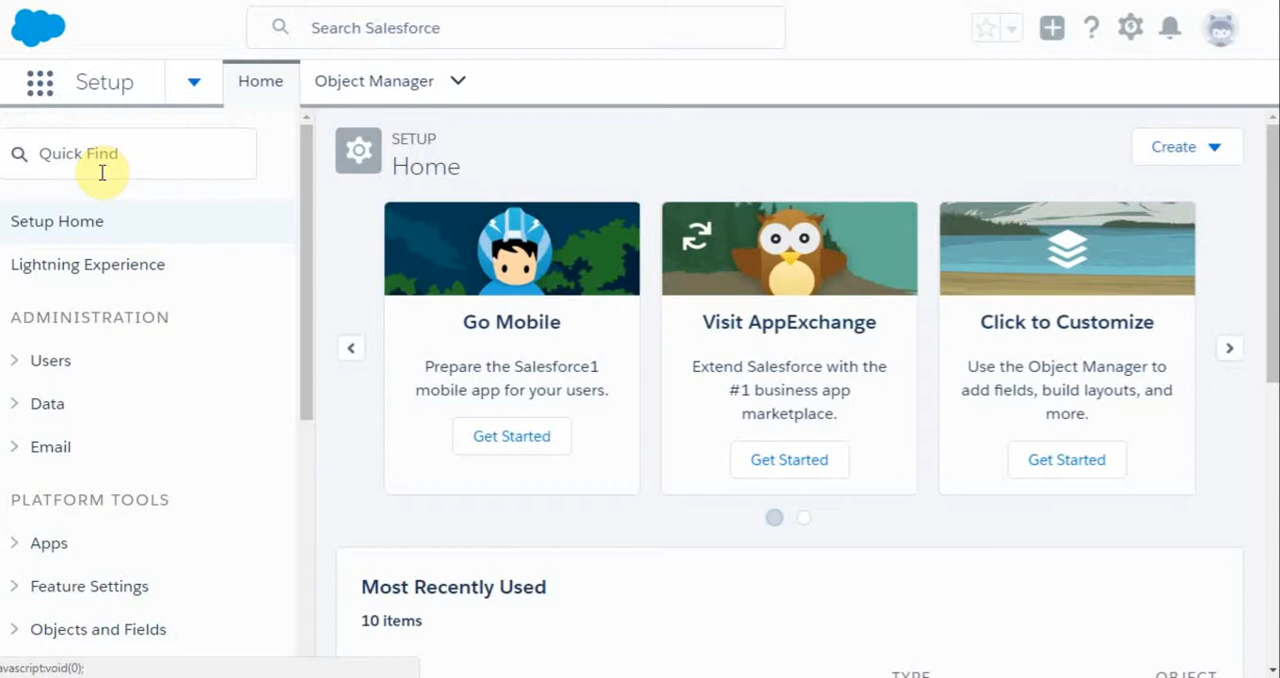 Search Salesforce
Setup
Home
Object Manager
Quick Find
Setup Home
Lightning Experience
ADMINISTRATION
Users
Data
Email
PLATFORM TOOLS
Apps
Feature Settings
Objects and Fields
avascript:void(0);
SETUP
Home
Create
Go Mobile
Prepare the Salesforce1
mobile app for your users.
Get Started
Visit AppExchange
Extend Salesforce with the
#1 business app
marketplace.
Get Started
Click to Customize
Use the Object Manager to
add fields, build layouts, and
more.
Get Started
Most Recently Used
10 items
TYPE
OBJECT